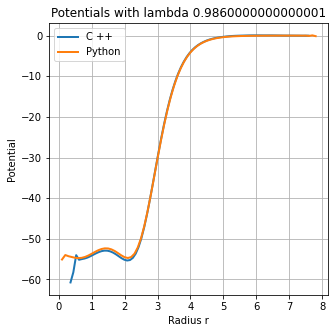 Potentials with lambda 0.9860000000000001
C ++
Python
0
−10
−20
−30
−40
−50
−60
Potential
0 1 2 3 4 5 6 7 8
Radius r